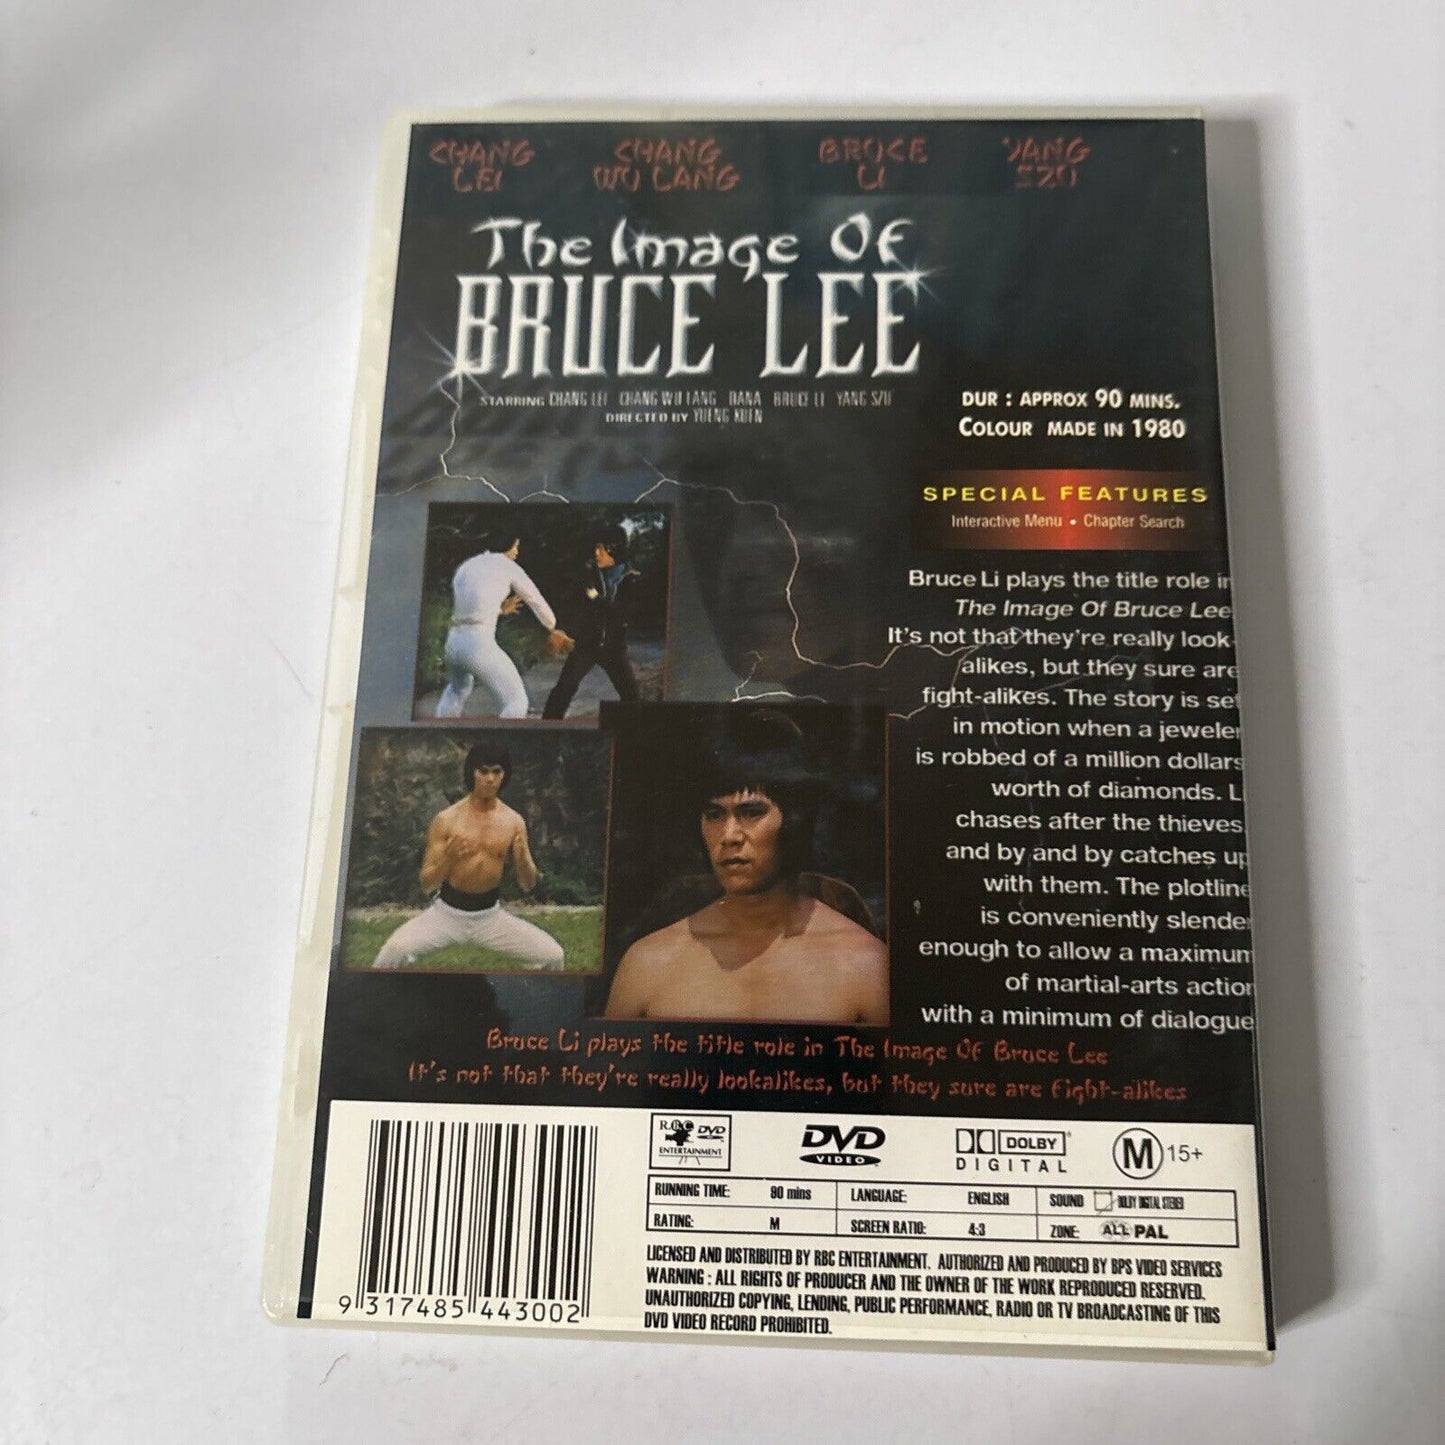 CHANG LEI
CHANG WU LANG
BRUCE LI
YANG SZU
The Image Of
BRUCE LEE
STARRING CHANG LEI CHANG WU LANG DANA BRUCE LI YANG SZU
DIRECTED BY YUENG KUEN
DUR : APPROX 90 MINS.
COLOUR MADE IN 1980
SPECIAL FEATURES
Interactive Menu • Chapter Search
Bruce Li plays the title role in
The Image Of Bruce Lee
It's not that they're really look-
alikes, but they sure are
fight-alikes. The story is set
in motion when a jeweler
is robbed of a million dollars
worth of diamonds. L
chases after the thieves
and by and by catches up
with them. The plotline
is conveniently slender
enough to allow a maximum
of martial-arts action
with a minimum of dialogue
Bruce Li plays the title role in The Image Of Bruce Lee
It's not that they're really lookalikes, but they sure are fight-alikes
R.B.C DVD
ENTERTAINMENT
DVD
VIDEO
DOLBY
DIGITAL
M 15+
RUNNING TIME: 90 mins LANGUAGE: ENGLISH SOUND DOLBY DIGITAL STEREO
RATING: M SCREEN RATIO: 4:3 ZONE: ALL PAL
LICENSED AND DISTRIBUTED BY RBC ENTERTAINMENT. AUTHORIZED AND PRODUCED BY BPS VIDEO SERVICES
WARNING : ALL RIGHTS OF PRODUCER AND THE OWNER OF THE WORK REPRODUCED RESERVED.
UNAUTHORIZED COPYING, LENDING, PUBLIC PERFORMANCE, RADIO OR TV BROADCASTING OF THIS
DVD VIDEO RECORD PROHIBITED.
9 317485 443002